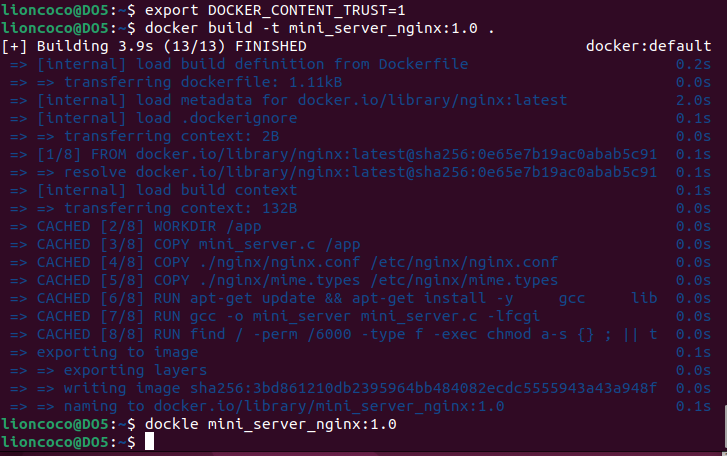 lioncoco@DO5:~$ export DOCKER_CONTENT_TRUST=1
lioncoco@DO5:~$ docker build -t mini_server_nginx:1.0 .
[+] Building 3.9s (13/13) FINISHED docker:default
=> [internal] load build definition from Dockerfile 0.2s
=> => transferring dockerfile: 1.11kB 0.0s
=> [internal] load metadata for docker.io/library/nginx:latest 2.0s
=> [internal] load .dockerignore 0.1s
=> => transferring context: 2B 0.0s
=> [1/8] FROM docker.io/library/nginx:latest@sha256:0e65e7b19ac0abab5c91 0.1s
=> => resolve docker.io/library/nginx:latest@sha256:0e65e7b19ac0abab5c91 0.1s
=> [internal] load build context 0.1s
=> => transferring context: 132B 0.0s
=> CACHED [2/8] WORKDIR /app 0.0s
=> CACHED [3/8] COPY mini_server.c /app 0.0s
=> CACHED [4/8] COPY ./nginx/nginx.conf /etc/nginx/nginx.conf 0.0s
=> CACHED [5/8] COPY ./nginx/mime.types /etc/nginx/mime.types 0.0s
=> CACHED [6/8] RUN apt-get update && apt-get install -y gcc lib 0.0s
=> CACHED [7/8] RUN gcc -o mini_server mini_server.c -lfcgi 0.0s
=> CACHED [8/8] RUN find / -perm /6000 -type f -exec chmod a-s {} ; || t 0.0s
=> exporting to image 0.1s
=> => exporting layers 0.0s
=> => writing image sha256:3bd861210db2395964bb484082ecdc5555943a43a948f 0.0s
=> => naming to docker.io/library/mini_server_nginx:1.0 0.1s
lioncoco@DO5:~$ dockle mini_server_nginx:1.0
lioncoco@DO5:~$